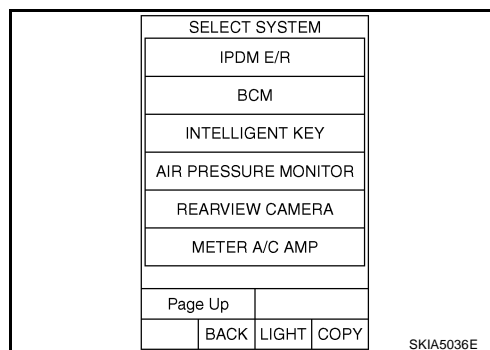 SELECT SYSTEM
IPDM E/R
BCM
INTELLIGENT KEY
AIR PRESSURE MONITOR
REARVIEW CAMERA
METER A/C AMP
Page Up
BACK LIGHT COPY
SKIA5036E